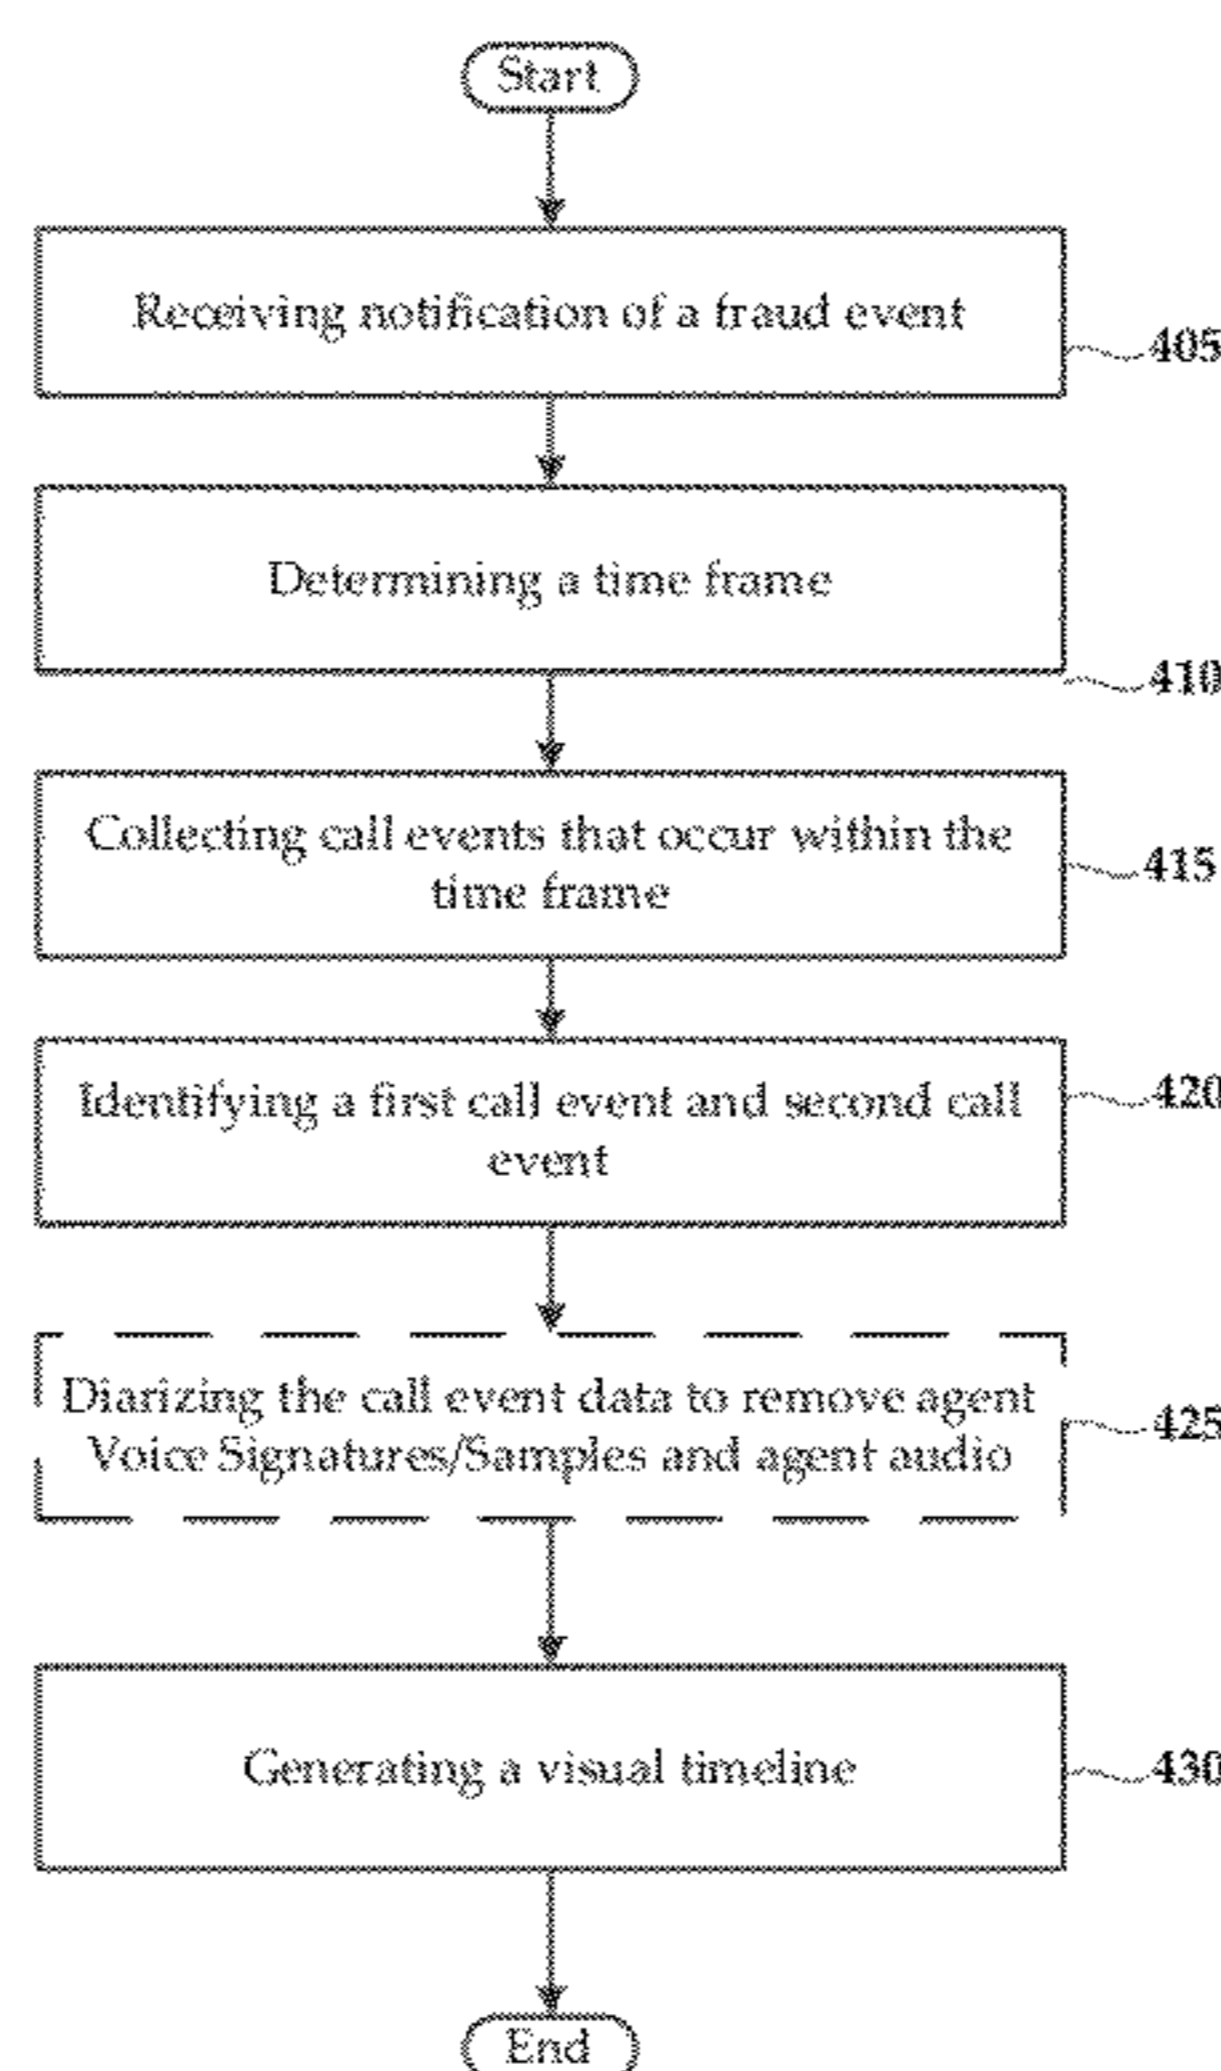 Start
Receiving notification of a fraud event
405
Determining a time frame
410
Collecting call events that occur within the
time frame
415
Identifying a first call event and second call
event
420
Diarizing the call event data to remove agent
Voice Signatures/Samples and agent audio
425
Generating a visual timeline
430
End